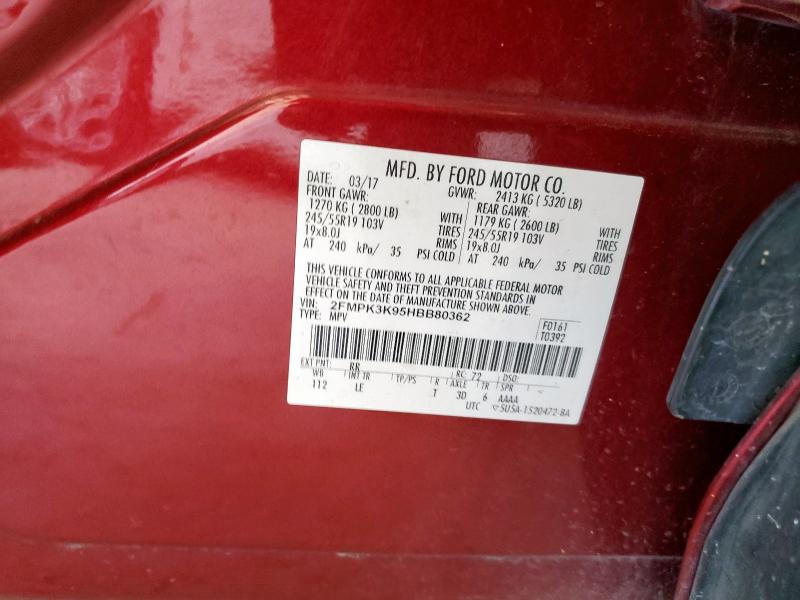 MFD. BY FORD MOTOR CO.
DATE: 03/17 GVWR: 2413 KG ( 5320 LB)
FRONT GAWR: REAR GAWR:
1270 KG ( 2800 LB) WITH 1179 KG ( 2600 LB) WITH
245/55R19 103V TIRES 245/55R19 103V TIRES
19x8.0J RIMS 19x8.0J RIMS
AT 240 kPa/ 35 PSI COLD AT 240 kPa/ 35 PSI COLD
THIS VEHICLE CONFORMS TO ALL APPLICABLE FEDERAL MOTOR
VEHICLE SAFETY AND THEFT PREVENTION STANDARDS IN
EFFECT ON THE DATE OF MANUFACTURE SHOWN ABOVE.
VIN: 2FMPK3K95HBB80362
TYPE: MPV
F0161
T0392
EXT PNT: RR RC: 72 DSO:
WB INT TR TP/PS R AXLE TR SPR
112 LE T 3D 6 AAAA
UTC ▽5U5A-1520472-BA